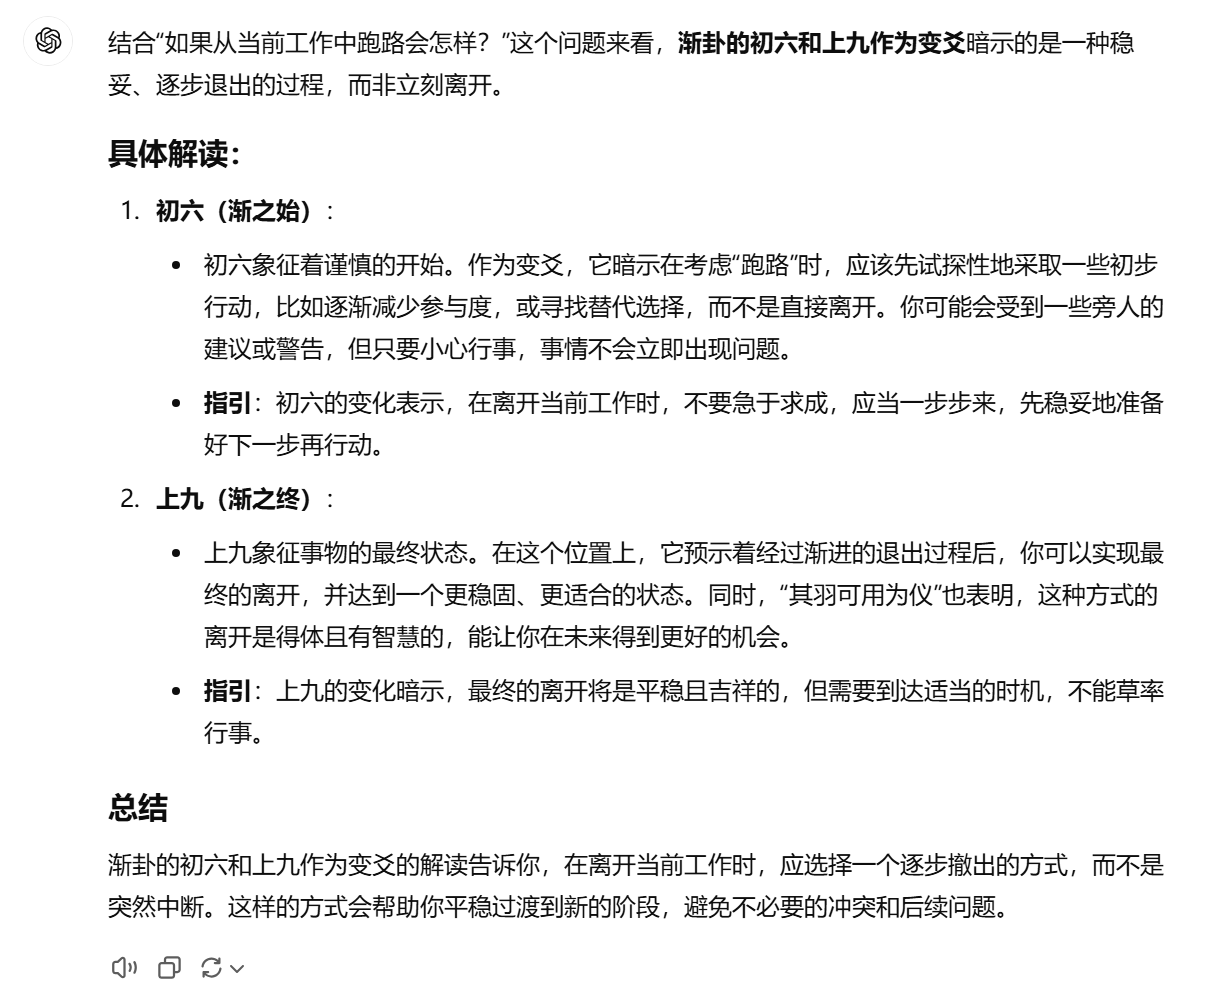 结合“如果从当前工作中跑路会怎样？”这个问题来看，渐卦的初六和上九作为变爻暗示的是一种稳
妥、逐步退出的过程，而非立刻离开。
具体解读：
1. 初六（渐之始）：
• 初六象征着谨慎的开始。作为变爻，它暗示在考虑“跑路”时，应该先试探性地采取一些初步
行动，比如逐渐减少参与度，或寻找替代选择，而不是直接离开。你可能会受到一些旁人的
建议或警告，但只要小心行事，事情不会立即出现问题。
• 指引：初六的变化表示，在离开当前工作时，不要急于求成，应当一步步来，先稳妥地准备
好下一步再行动。
2. 上九（渐之终）：
• 上九象征事物的最终状态。在这个位置上，它预示着经过渐进的退出过程后，你可以实现最
终的离开，并达到一个更稳固、更适合的状态。同时，“其羽可用为仪”也表明，这种方式的
离开是得体且有智慧的，能让你在未来得到更好的机会。
• 指引：上九的变化暗示，最终的离开将是平稳且吉祥的，但需要到达适当的时机，不能草率
行事。
总结
渐卦的初六和上九作为变爻的解读告诉你，在离开当前工作时，应选择一个逐步撤出的方式，而不是
突然中断。这样的方式会帮助你平稳过渡到新的阶段，避免不必要的冲突和后续问题。